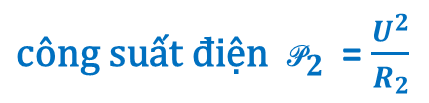 công suất điện 𝒫₂ = U²/R₂